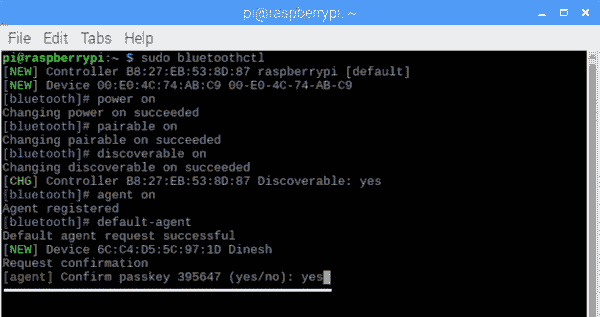 pi@raspberrypi: ~
File Edit Tabs Help
pi@raspberrypi:~ $ sudo bluetoothctl
[NEW] Controller B8:27:EB:53:8D:87 raspberrypi [default]
[NEW] Device 00:E0:4C:74:AB:C9 00-E0-4C-74-AB-C9
[bluetooth]# power on
Changing power on succeeded
[bluetooth]# pairable on
Changing pairable on succeeded
[bluetooth]# discoverable on
Changing discoverable on succeeded
[CHG] Controller B8:27:EB:53:8D:87 Discoverable: yes
[bluetooth]# agent on
Agent registered
[bluetooth]# default-agent
Default agent request successful
[NEW] Device 6C:C4:D5:5C:97:1D Dinesh
Request confirmation
[agent] Confirm passkey 395647 (yes/no): yes